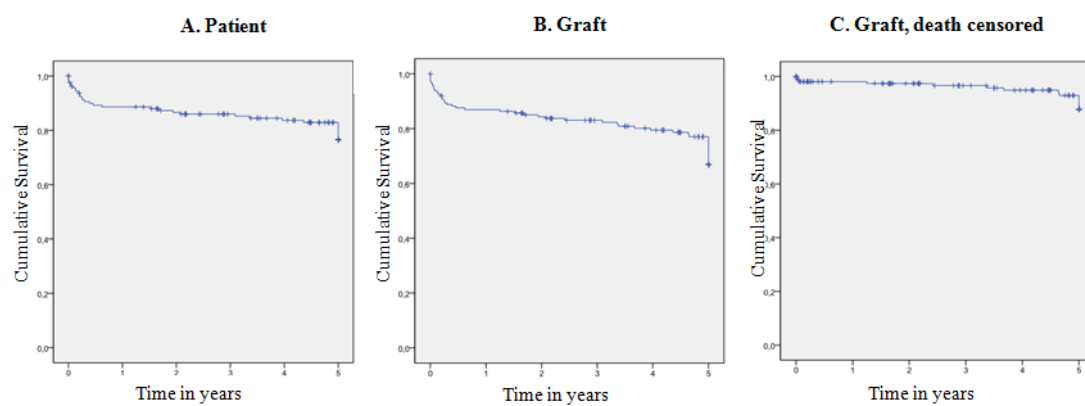 A. Patient
Cumulative Survival
1,0
0,8
0,6
0,4
0,2
0,0
0 1 2 3 4 5
Time in years
B. Graft
Cumulative Survival
1,0
0,8
0,6
0,4
0,2
0,0
0 1 2 3 4 5
Time in years
C. Graft, death censored
Cumulative Survival
1,0
0,8
0,6
0,4
0,2
0,0
0 1 2 3 4 5
Time in years